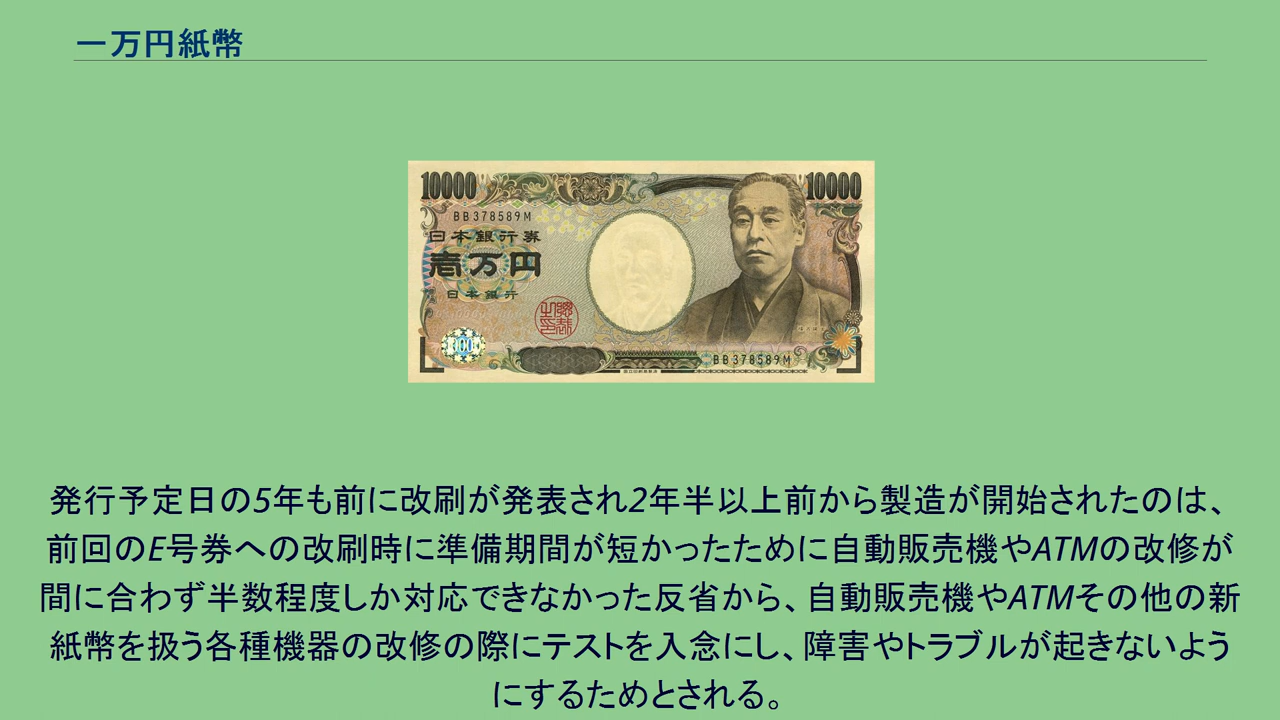 一万円紙幣
10000
10000
BB378589M
日本銀行券
壱万円
日本銀行
BB378589M
発行予定日の5年も前に改刷が発表され2年半以上前から製造が開始されたのは、
前回のE号券への改刷時に準備期間が短かったために自動販売機やATMの改修が
間に合わず半数程度しか対応できなかった反省から、自動販売機やATMその他の新
紙幣を扱う各種機器の改修の際にテストを入念にし、障害やトラブルが起きないよう
にするためとされる。